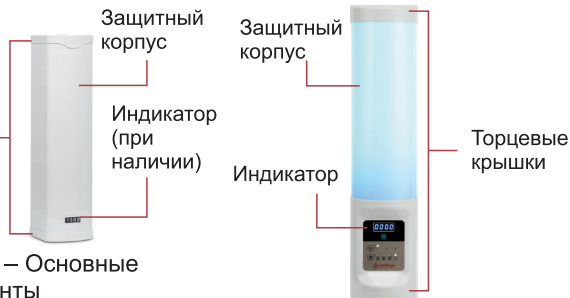 Защитный
корпус
Индикатор
(при
наличии)
– Основные
нты
Защитный
корпус
Индикатор
0000
Торцевые
крышки